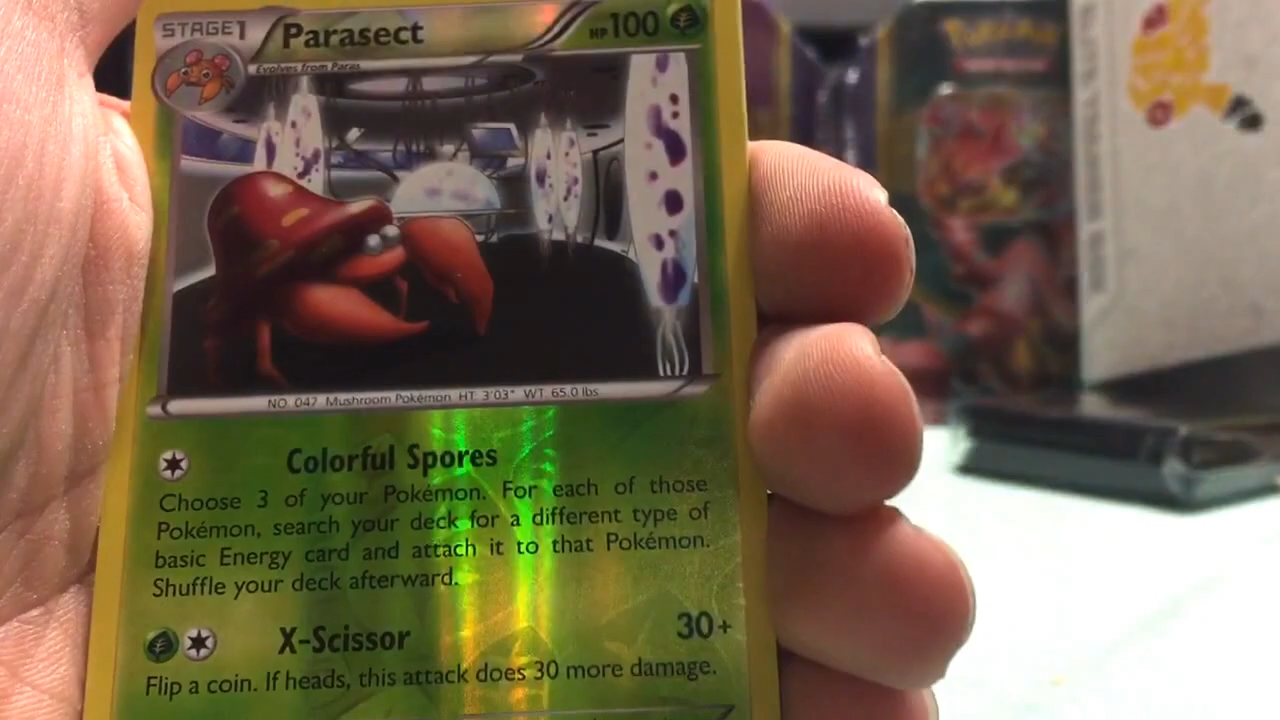 STAGE1
Parasect
HP100
Evolves from Paras
NO. 047 Mushroom Pokémon HT: 3'03" WT: 65.0 lbs
Colorful Spores
Choose 3 of your Pokémon. For each of those
Pokémon, search your deck for a different type of
basic Energy card and attach it to that Pokémon.
Shuffle your deck afterward.
X-Scissor 30+
Flip a coin. If heads, this attack does 30 more damage.
Pokémon